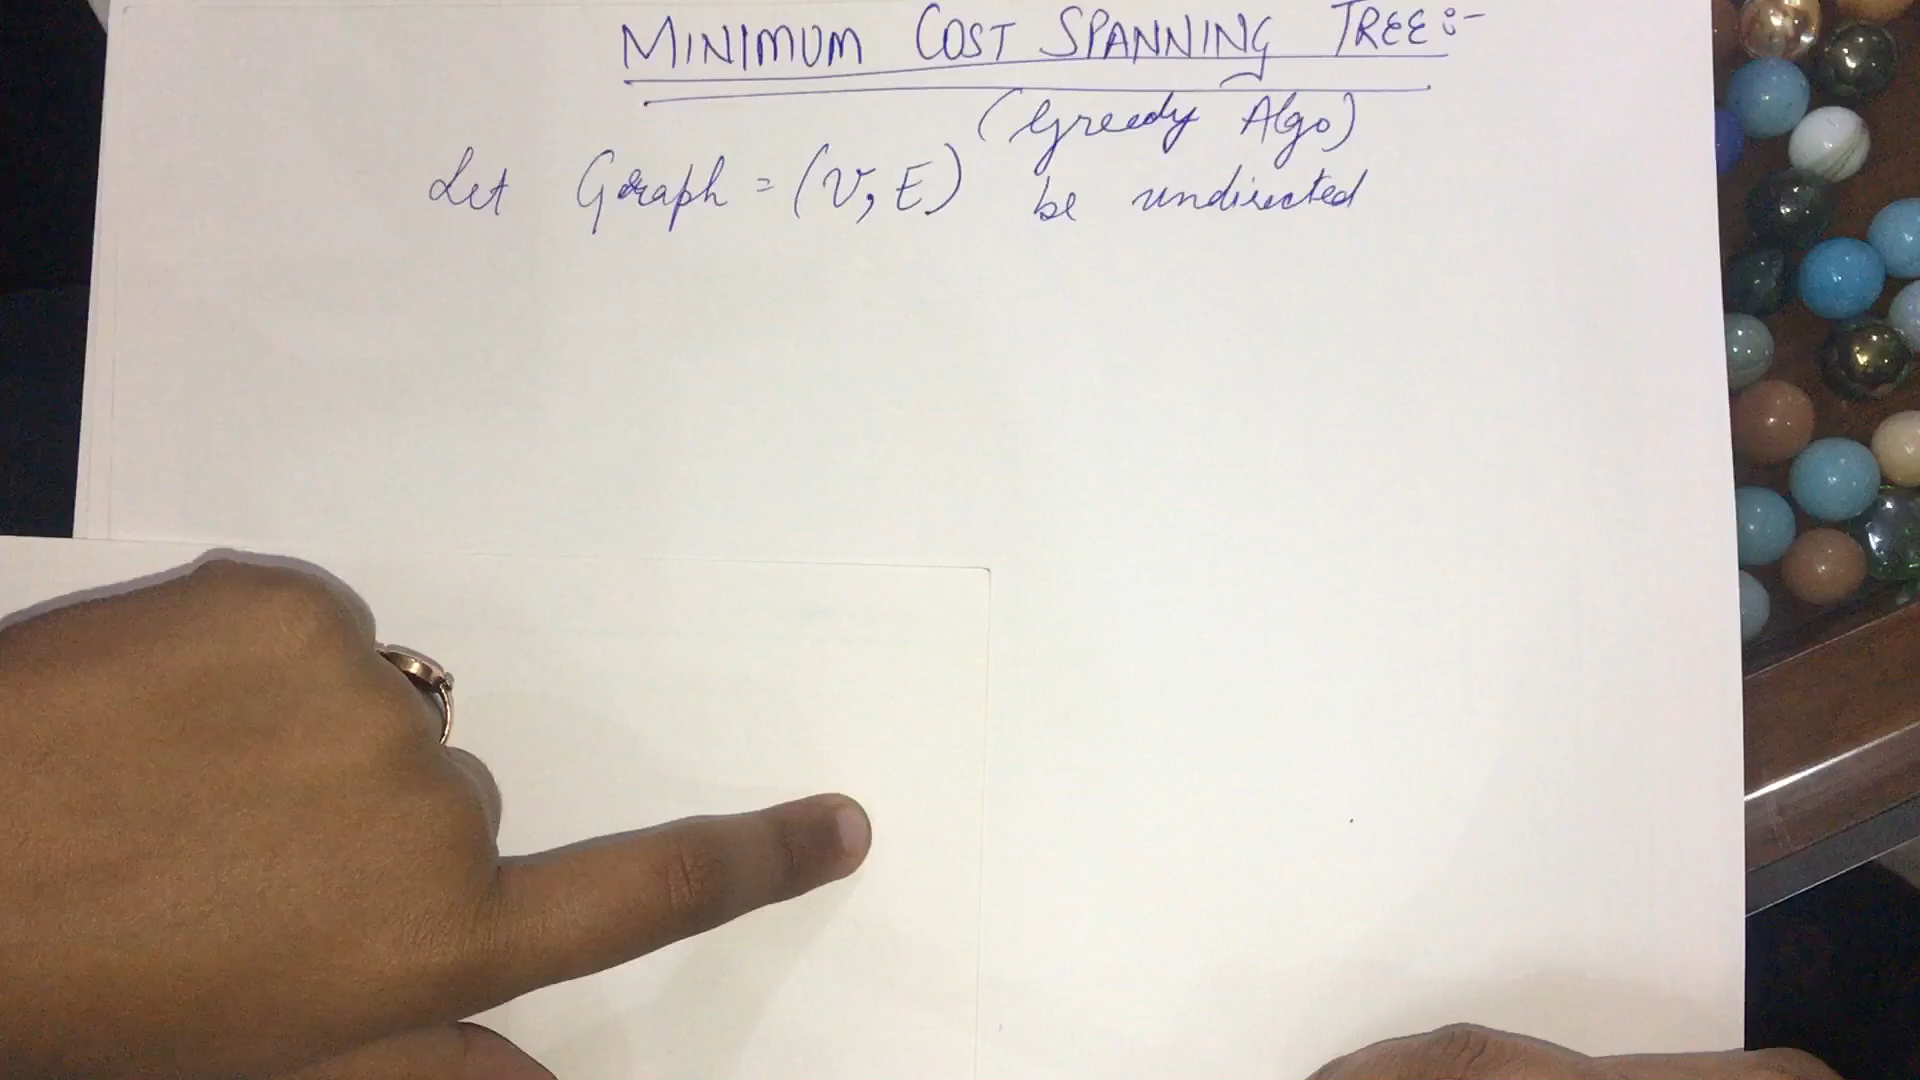 MINIMUM COST SPANNING TREE:-
(Greedy Algo)
Let Graph = (V, E) be undirected